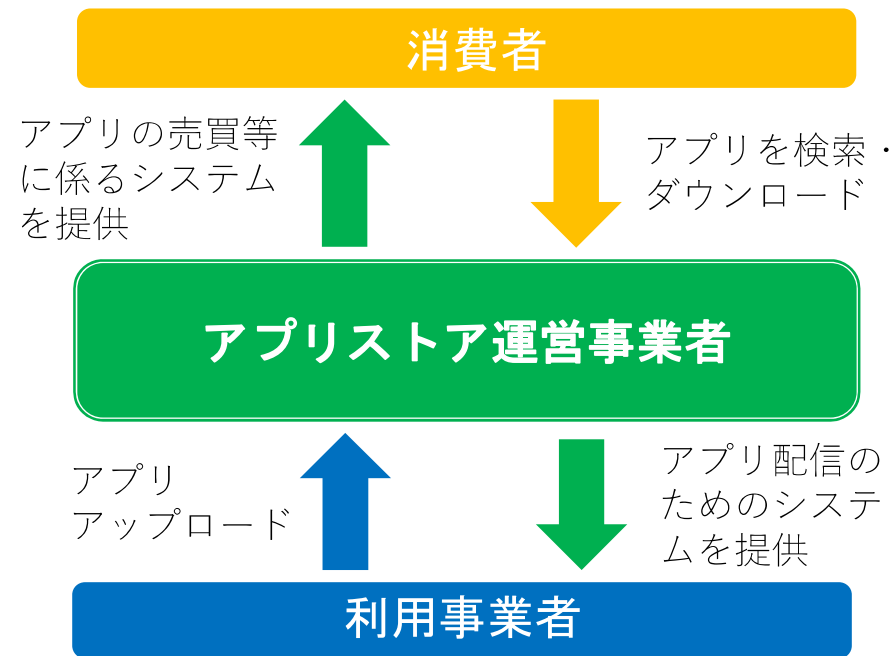 消費者
アプリの売買等
に係るシステム
を提供
アプリを検索・
ダウンロード
アプリストア運営事業者
アプリ
アップロード
アプリ配信の
ためのシステ
ムを提供
利用事業者